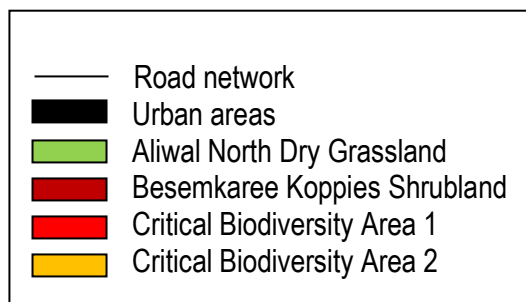 Road network
Urban areas
Aliwal North Dry Grassland
Besemkaree Koppies Shrubland
Critical Biodiversity Area 1
Critical Biodiversity Area 2